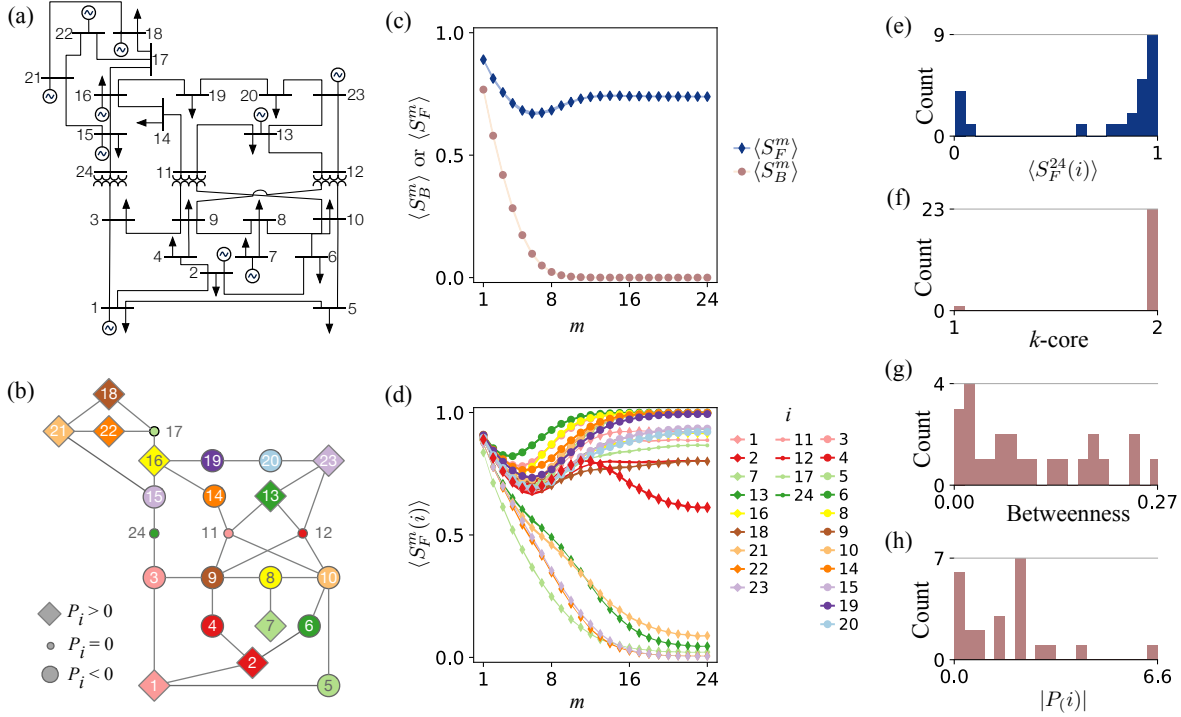 (a)
22
18
17
21
16
19
20
23
15
14
13
24
11
12
3
9
8
10
4
2
7
6
1
5
(b)
18
21
22
17
16
19
20
23
15
14
13
24
11
12
3
9
8
10
4
7
6
2
1
5
P_i > 0
P_i = 0
P_i < 0
(c)
1.0
0.5
0.0
⟨S_B^m⟩ or ⟨S_F^m⟩
1 8 16 24
m
⟨S_F^m⟩
⟨S_B^m⟩
(d)
1.0
0.5
0.0
⟨S_F^m(i)⟩
1 8 16 24
m
i
1 11 3
2 12 4
7 17 5
13 24 6
16 8
18 9
21 10
22 14
23 15
19
20
(e)
9
0
Count
0 1
⟨S_F^{24}(i)⟩
(f)
23
0
Count
1 2
k-core
(g)
4
0
Count
0.00 0.27
Betweenness
(h)
7
0
Count
0.0 6.6
|P_(i)|